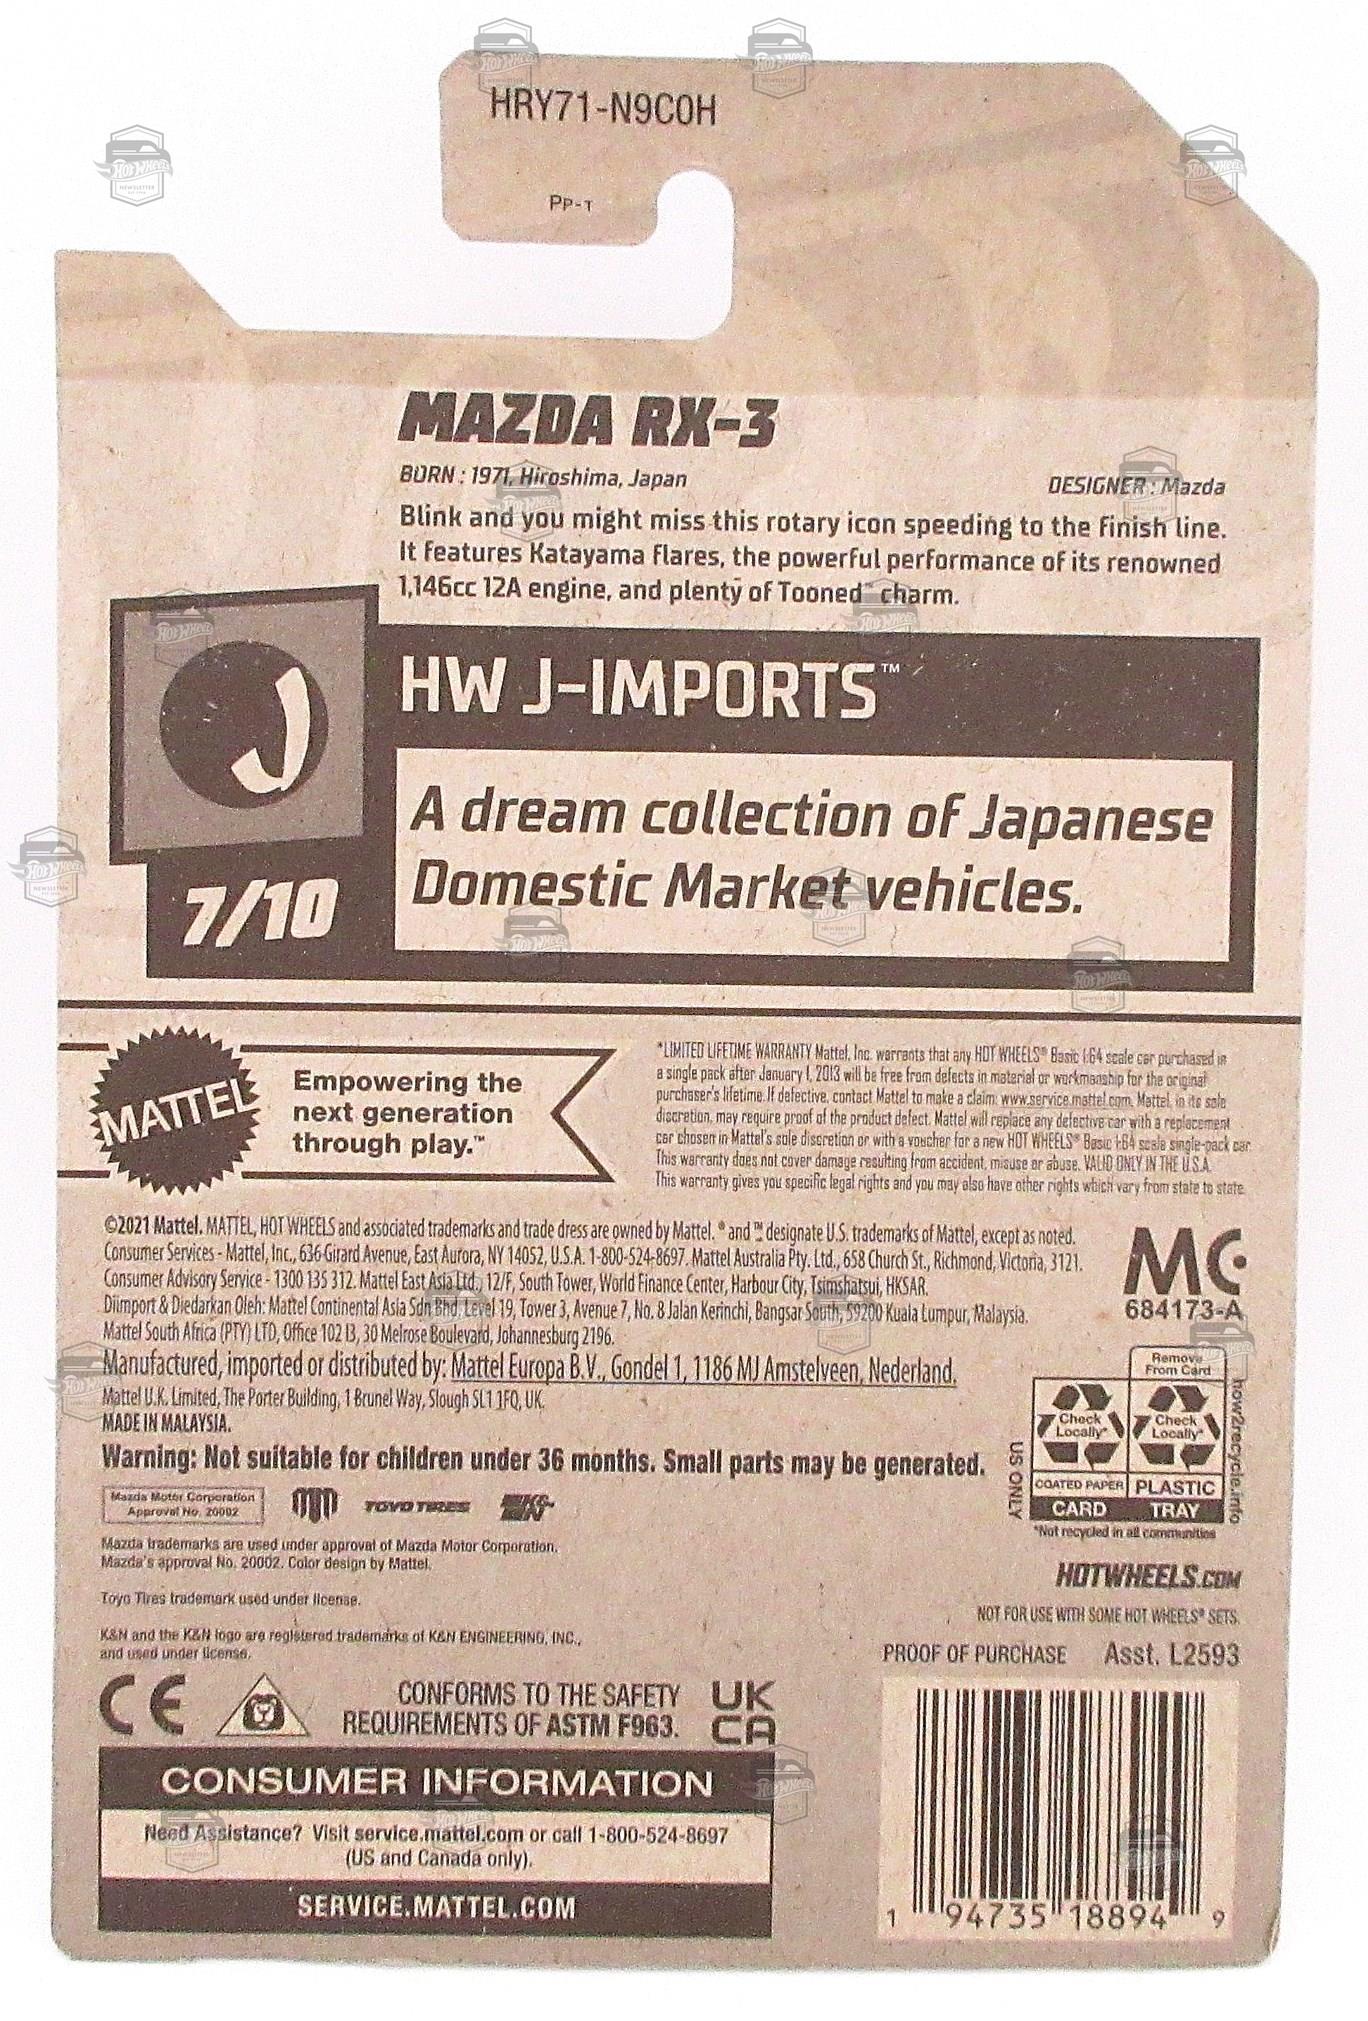 HRY71-N9C0H
PP-T
MAZDA RX-3
BORN : 1971, Hiroshima, Japan
DESIGNER : Mazda
Blink and you might miss this rotary icon speeding to the finish line.
It features Katayama flares, the powerful performance of its renowned
1,146cc 12A engine, and plenty of Tooned™ charm.
J
HW J-IMPORTS™
A dream collection of Japanese
Domestic Market vehicles.
7/10
MATTEL
Empowering the
next generation
through play.™
*LIMITED LIFETIME WARRANTY Mattel, Inc. warrants that any HOT WHEELS® Basic 1:64 scale car purchased in
a single pack after January 1, 2013 will be free from defects in material or workmanship for the original
purchaser's lifetime. If defective, contact Mattel to make a claim: www.service.mattel.com. Mattel, in its sole
discretion, may require proof of the product defect. Mattel will replace any defective car with a replacement
car chosen in Mattel's sole discretion or with a voucher for a new HOT WHEELS® Basic 1:64 scale single-pack car.
This warranty does not cover damage resulting from accident, misuse or abuse. VALID ONLY IN THE U.S.A.
This warranty gives you specific legal rights and you may also have other rights which vary from state to state.
©2021 Mattel. MATTEL, HOT WHEELS and associated trademarks and trade dress are owned by Mattel. ® and ™ designate U.S. trademarks of Mattel, except as noted.
Consumer Services - Mattel, Inc., 636 Girard Avenue, East Aurora, NY 14052, U.S.A. 1-800-524-8697. Mattel Australia Pty. Ltd., 658 Church St., Richmond, Victoria, 3121.
Consumer Advisory Service - 1300 135 312. Mattel East Asia Ltd., 12/F, South Tower, World Finance Center, Harbour City, Tsimshatsui, HKSAR.
Diimport & Diedarkan Oleh: Mattel Continental Asia Sdn Bhd. Level 19, Tower 3, Avenue 7, No. 8 Jalan Kerinchi, Bangsar South, 59200 Kuala Lumpur, Malaysia.
Mattel South Africa (PTY) LTD, Office 102 I3, 30 Melrose Boulevard, Johannesburg 2196.
Manufactured, imported or distributed by: Mattel Europa B.V., Gondel 1, 1186 MJ Amstelveen, Nederland.
Mattel U.K. Limited, The Porter Building, 1 Brunel Way, Slough SL1 1FQ, UK.
MADE IN MALAYSIA.
Warning: Not suitable for children under 36 months. Small parts may be generated.
MC
684173-A
Remove
From Card
Check
Locally*
Check
Locally*
COATED PAPER
PLASTIC
CARD
TRAY
US ONLY
how2recycle.info
*Not recycled in all communities
Mazda Motor Corporation
Approval No. 20002
TOYO TIRES
K&N
Mazda trademarks are used under approval of Mazda Motor Corporation.
Mazda's approval No. 20002. Color design by Mattel.
Toyo Tires trademark used under license.
K&N and the K&N logo are registered trademarks of K&N ENGINEERING, INC.,
and used under license.
HOTWHEELS.COM
NOT FOR USE WITH SOME HOT WHEELS® SETS.
PROOF OF PURCHASE Asst. L2593
CE
CONFORMS TO THE SAFETY
REQUIREMENTS OF ASTM F963.
UK
CA
CONSUMER INFORMATION
Need Assistance? Visit service.mattel.com or call 1-800-524-8697
(US and Canada only).
SERVICE.MATTEL.COM
1 94735 18894 9